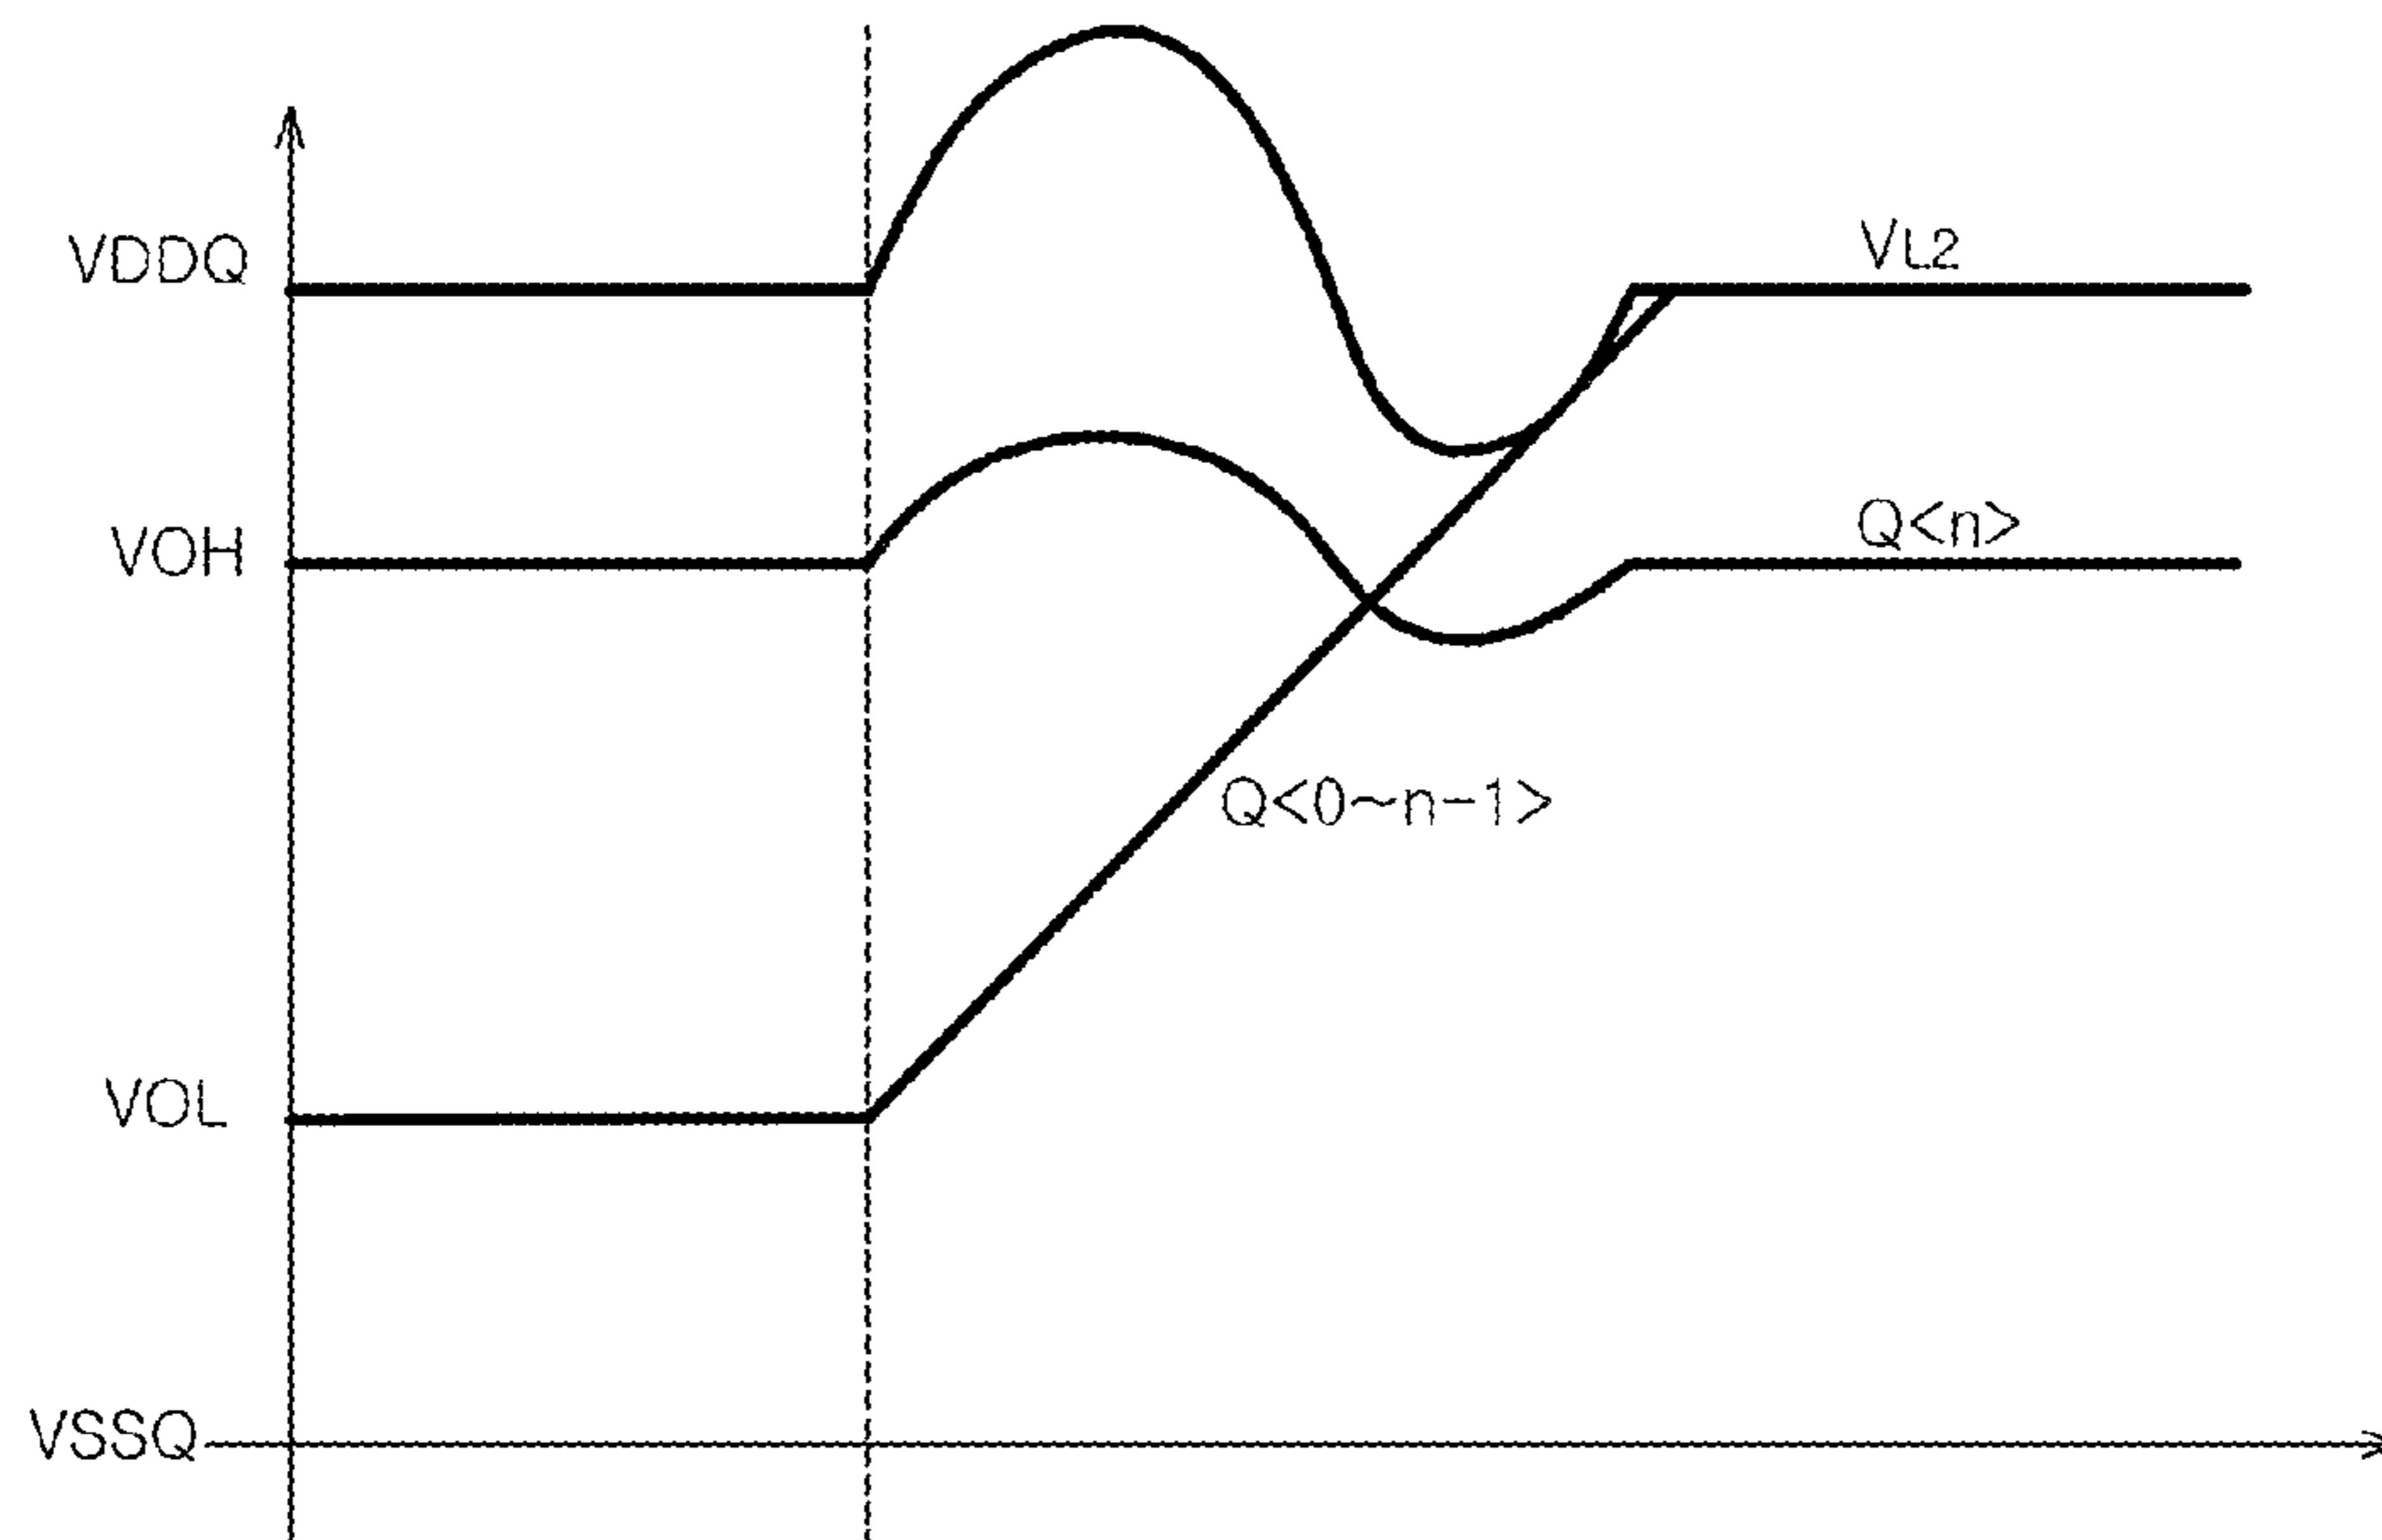 VDDQ
VL2
VOH
Q<n>
Q<0~n-1>
VOL
VSSQ